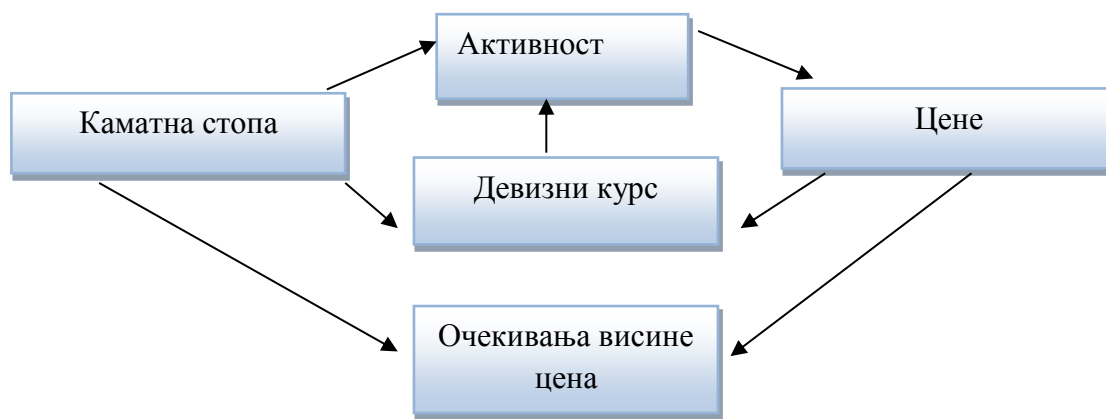 Активност
Каматна стопа
Цене
Девизни курс
Очекивања висине
цена